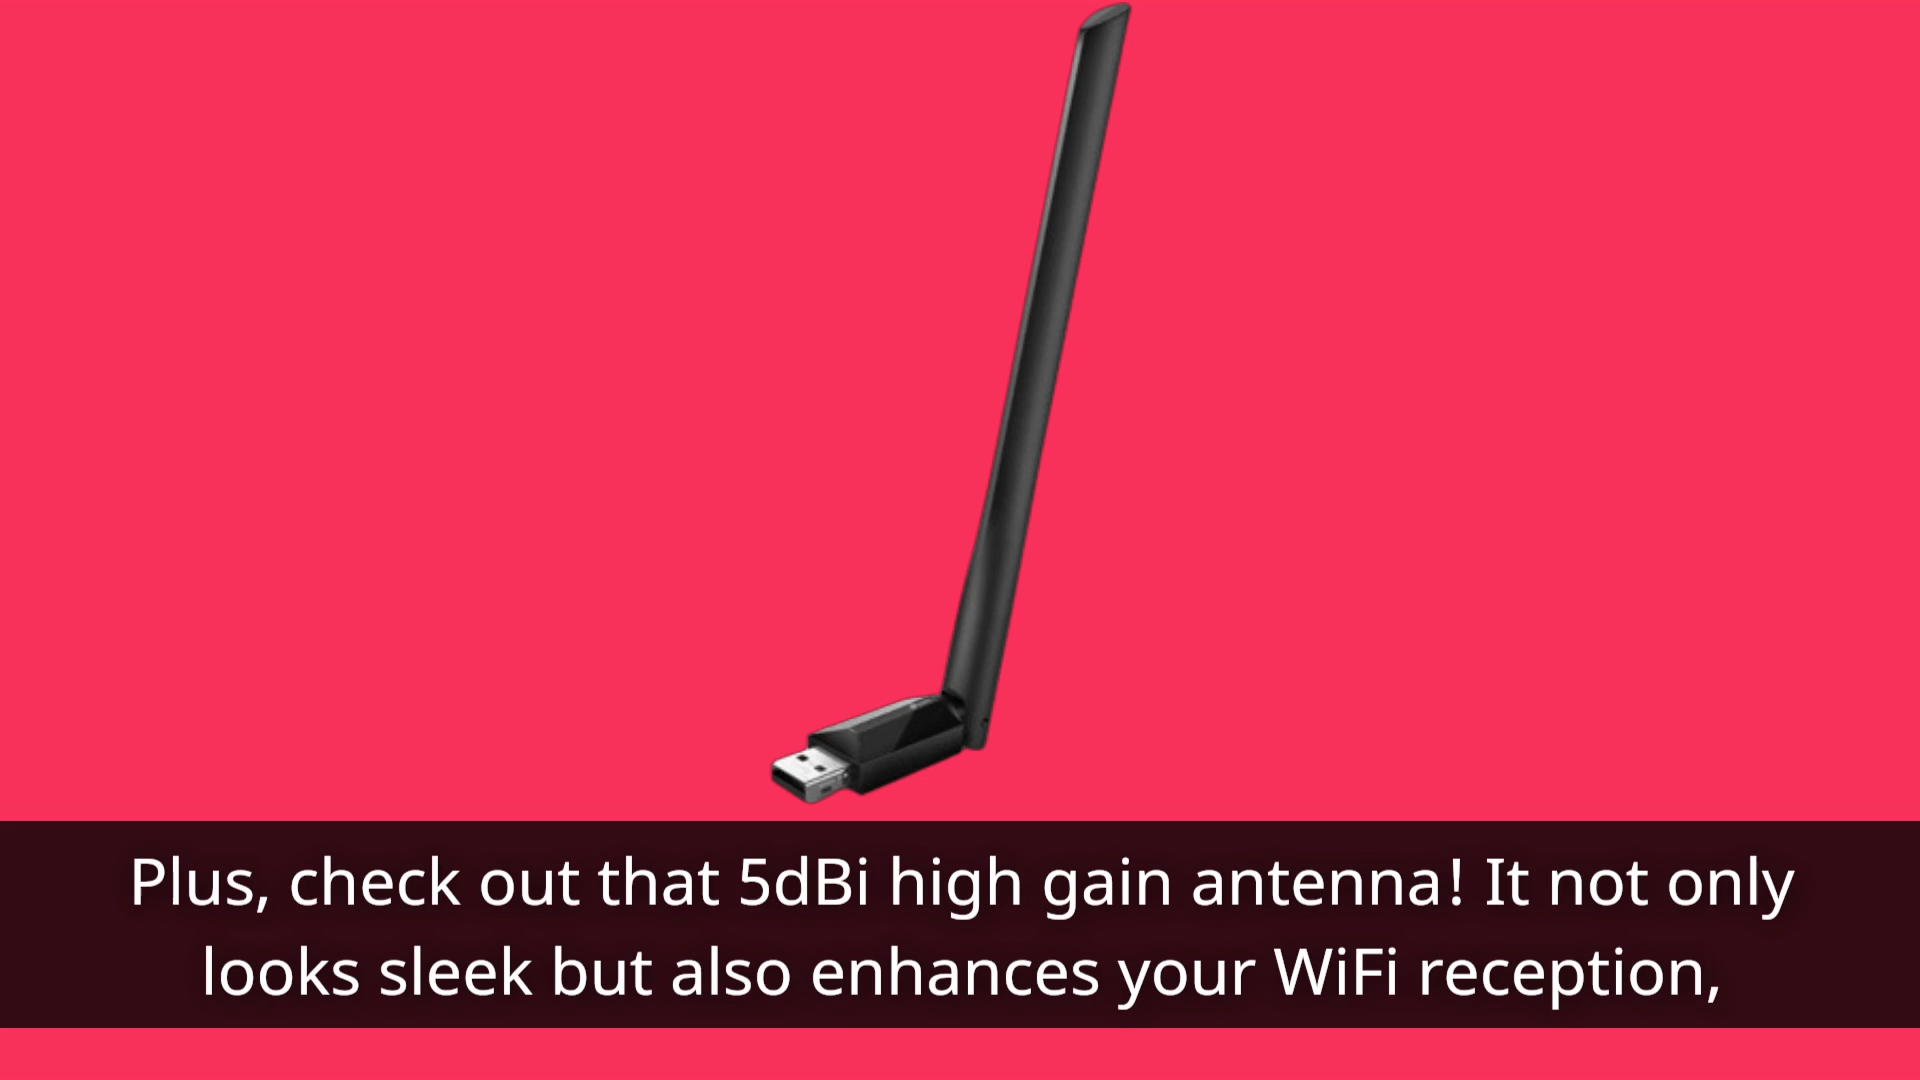 Plus, check out that 5dBi high gain antenna! It not only
looks sleek but also enhances your WiFi reception,